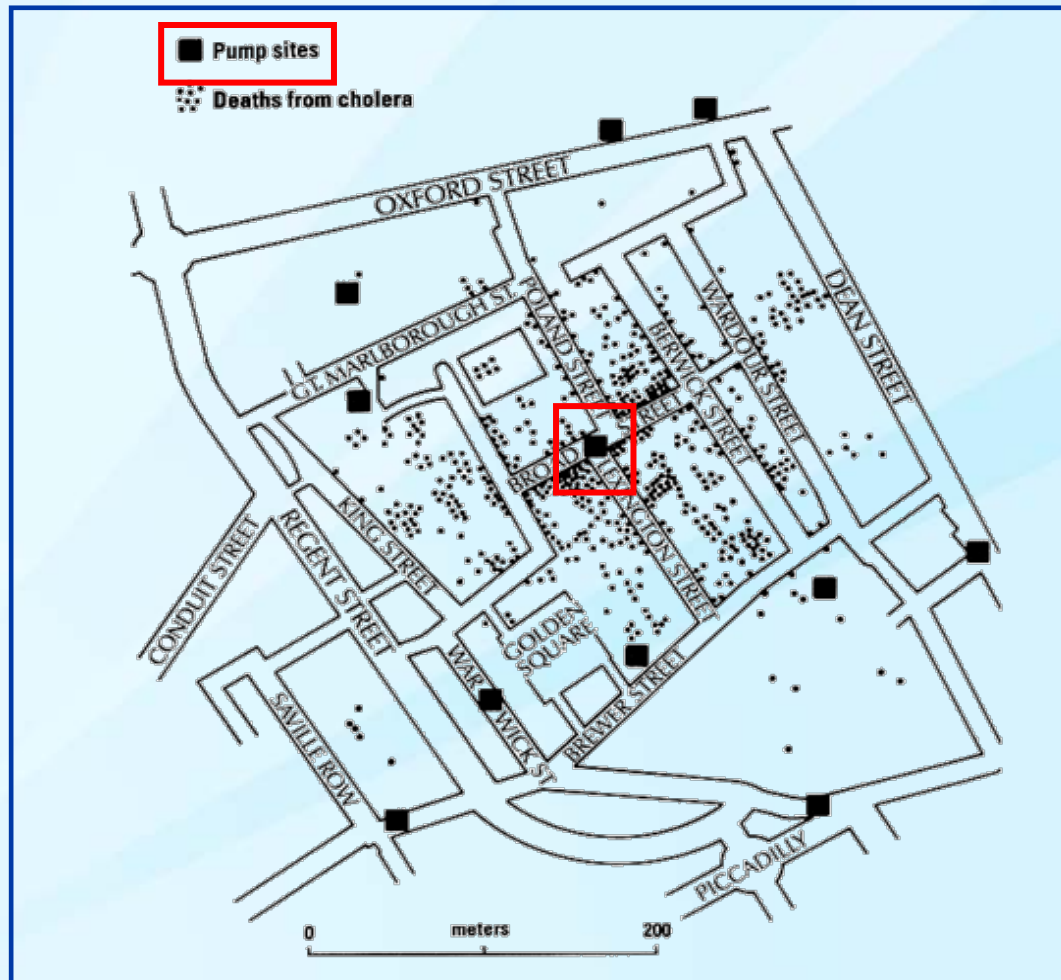 Pump sites
Deaths from cholera
OXFORD STREET
GT. MARLBOROUGH ST.
POLAND STREET
BERWICK STREET
WARDOUR STREET
DEAN STREET
BROAD STREET
LEXINGTON STREET
KING STREET
REGENT STREET
CONDUIT STREET
GOLDEN
SQUARE
WARWICK ST
BREWER STREET
SAVILLE ROW
PICCADILLY
0 meters 200